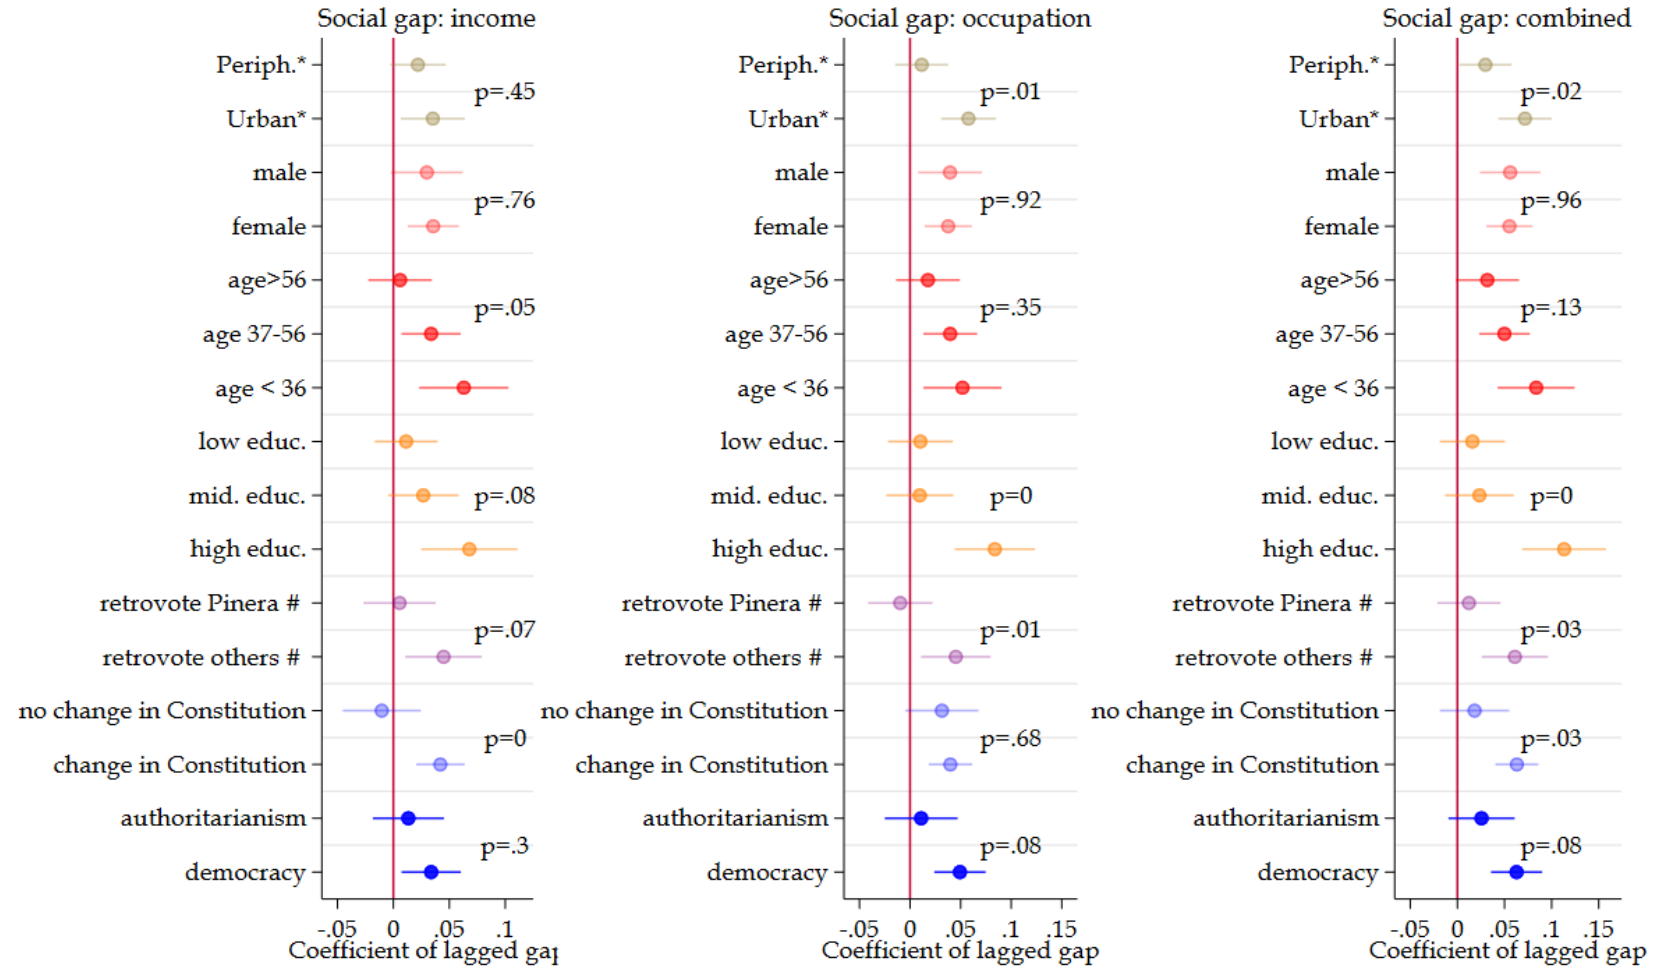 Social gap: income
Periph.*
p=.45
Urban*
male
p=.76
female
age>56
p=.05
age 37-56
age < 36
low educ.
mid. educ.
p=.08
high educ.
retrovote Pinera #
p=.07
retrovote others #
no change in Constitution
p=0
change in Constitution
authoritarianism
p=.3
democracy
-.05 0 .05 .1
Coefficient of lagged gap
Social gap: occupation
Periph.*
p=.01
Urban*
male
p=.92
female
age>56
p=.35
age 37-56
age < 36
low educ.
mid. educ.
p=0
high educ.
retrovote Pinera #
p=.01
retrovote others #
no change in Constitution
p=.68
change in Constitution
authoritarianism
p=.08
democracy
-.05 0 .05 .1 .15
Coefficient of lagged gap
Social gap: combined
Periph.*
p=.02
Urban*
male
p=.96
female
age>56
p=.13
age 37-56
age < 36
low educ.
mid. educ.
p=0
high educ.
retrovote Pinera #
p=.03
retrovote others #
no change in Constitution
p=.03
change in Constitution
authoritarianism
p=.08
democracy
-.05 0 .05 .1 .15
Coefficient of lagged gap